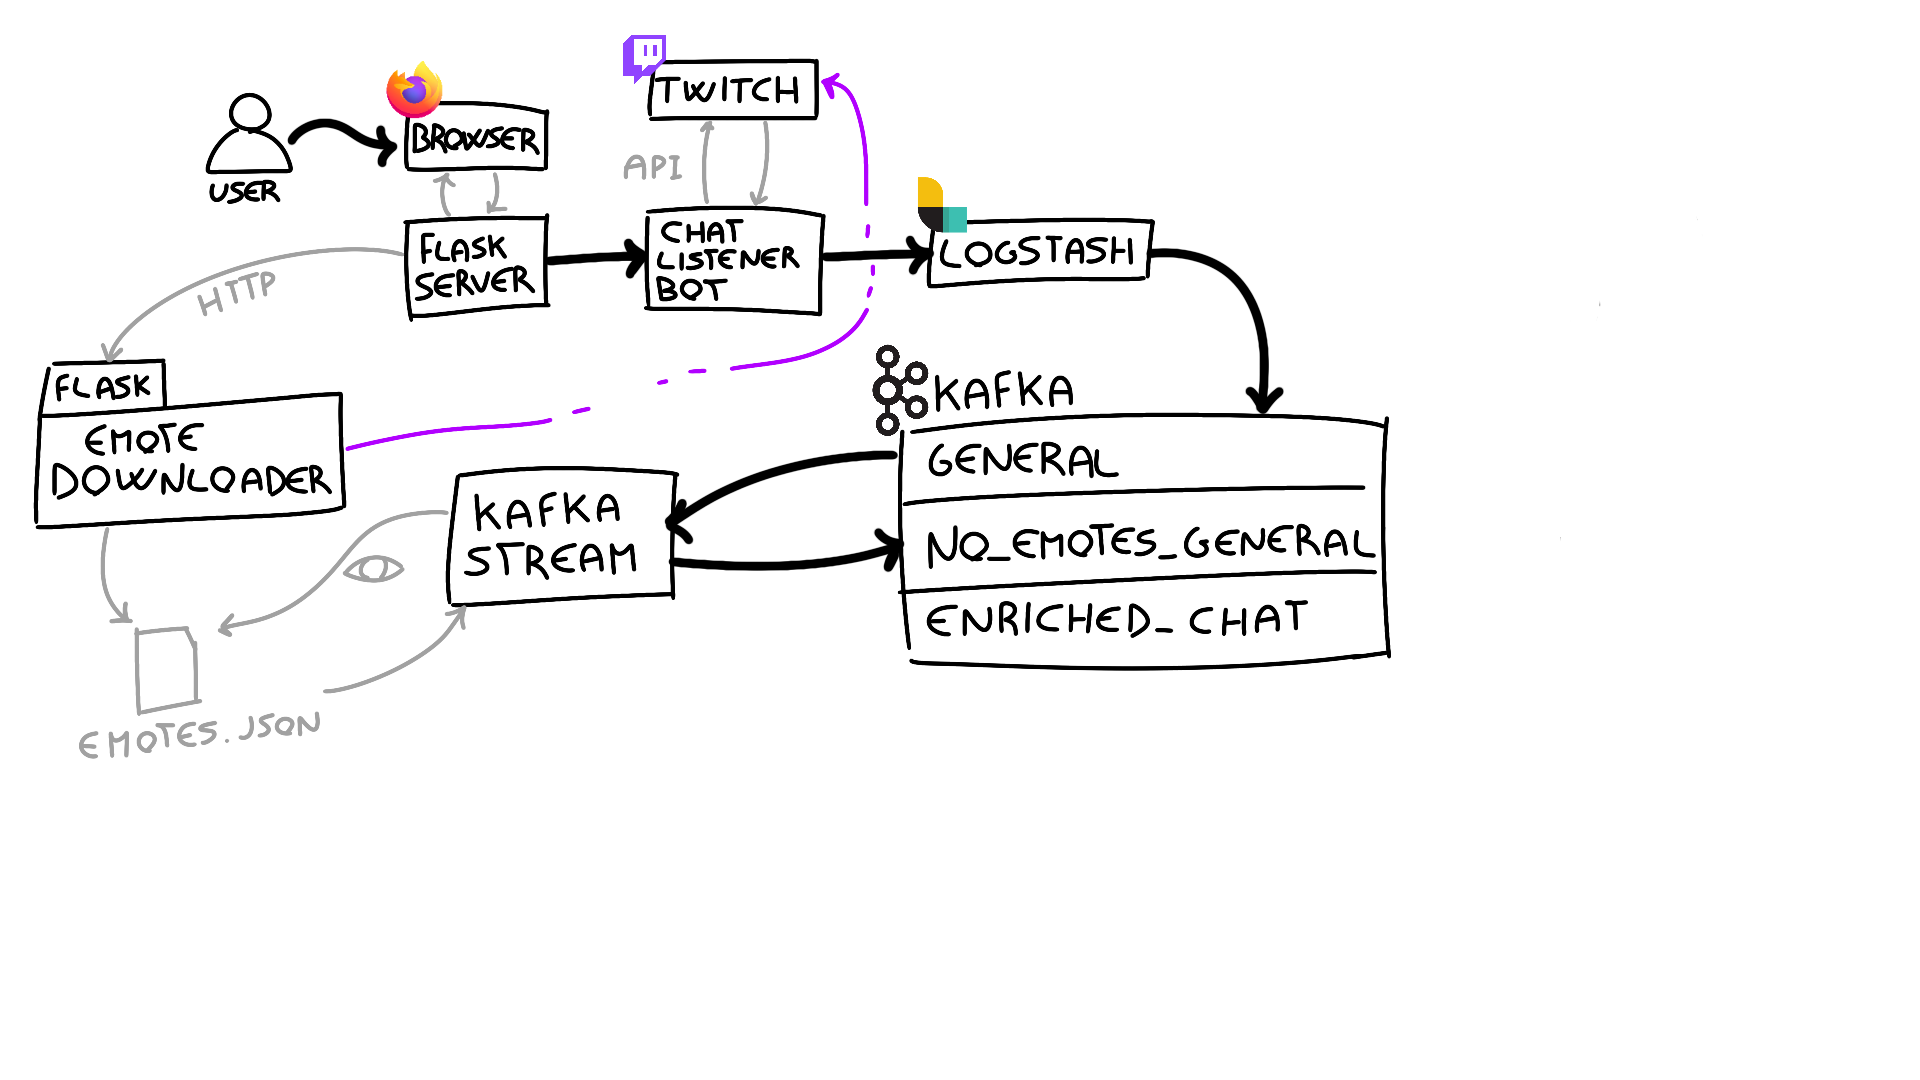 TWITCH
BROWSER
USER
API
FLASK
SERVER
CHAT
LISTENER
BOT
LOGSTASH
HTTP
FLASK
EMOTE
DOWNLOADER
KAFKA
GENERAL
NO_EMOTES_GENERAL
ENRICHED_CHAT
KAFKA
STREAM
EMOTES.JSON